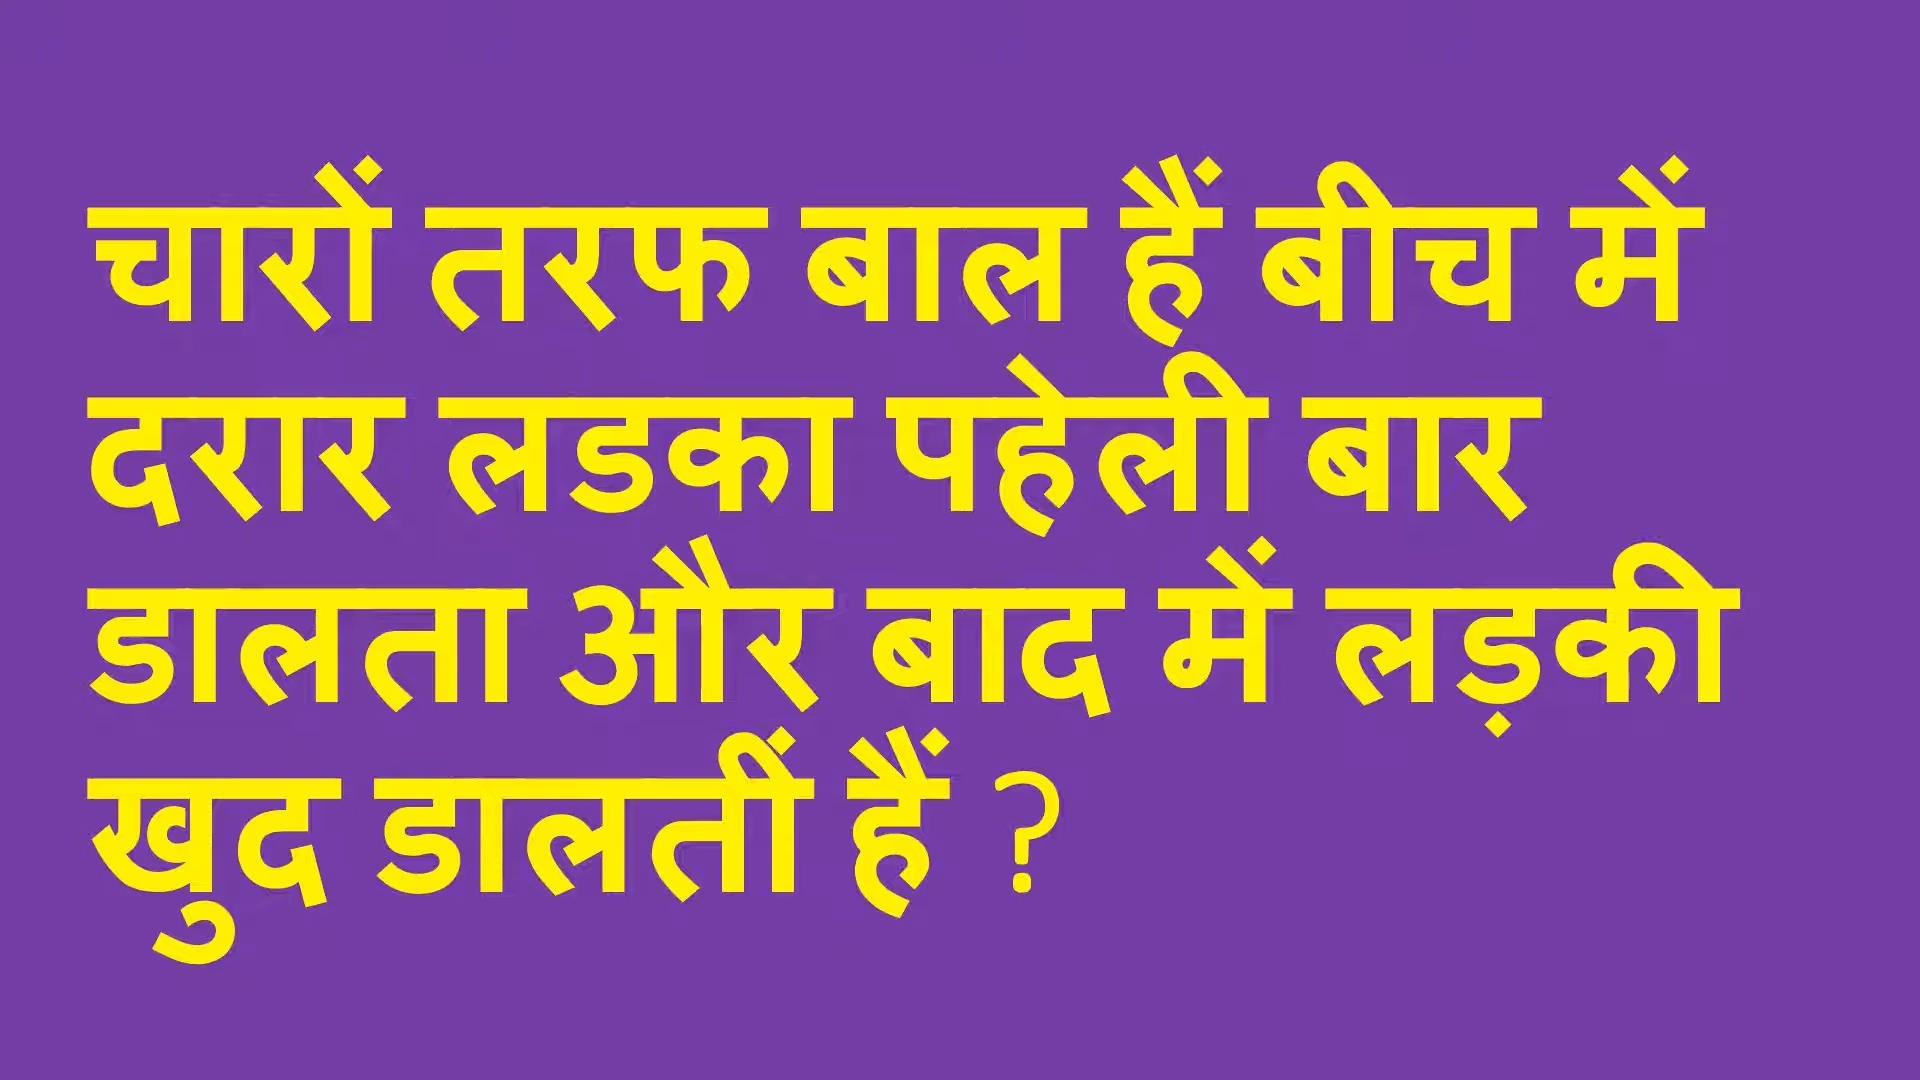 चारों तरफ बाल हैं बीच में
दरार लडका पहेली बार
डालता और बाद में लड़की
खुद डालतीं हैं ?